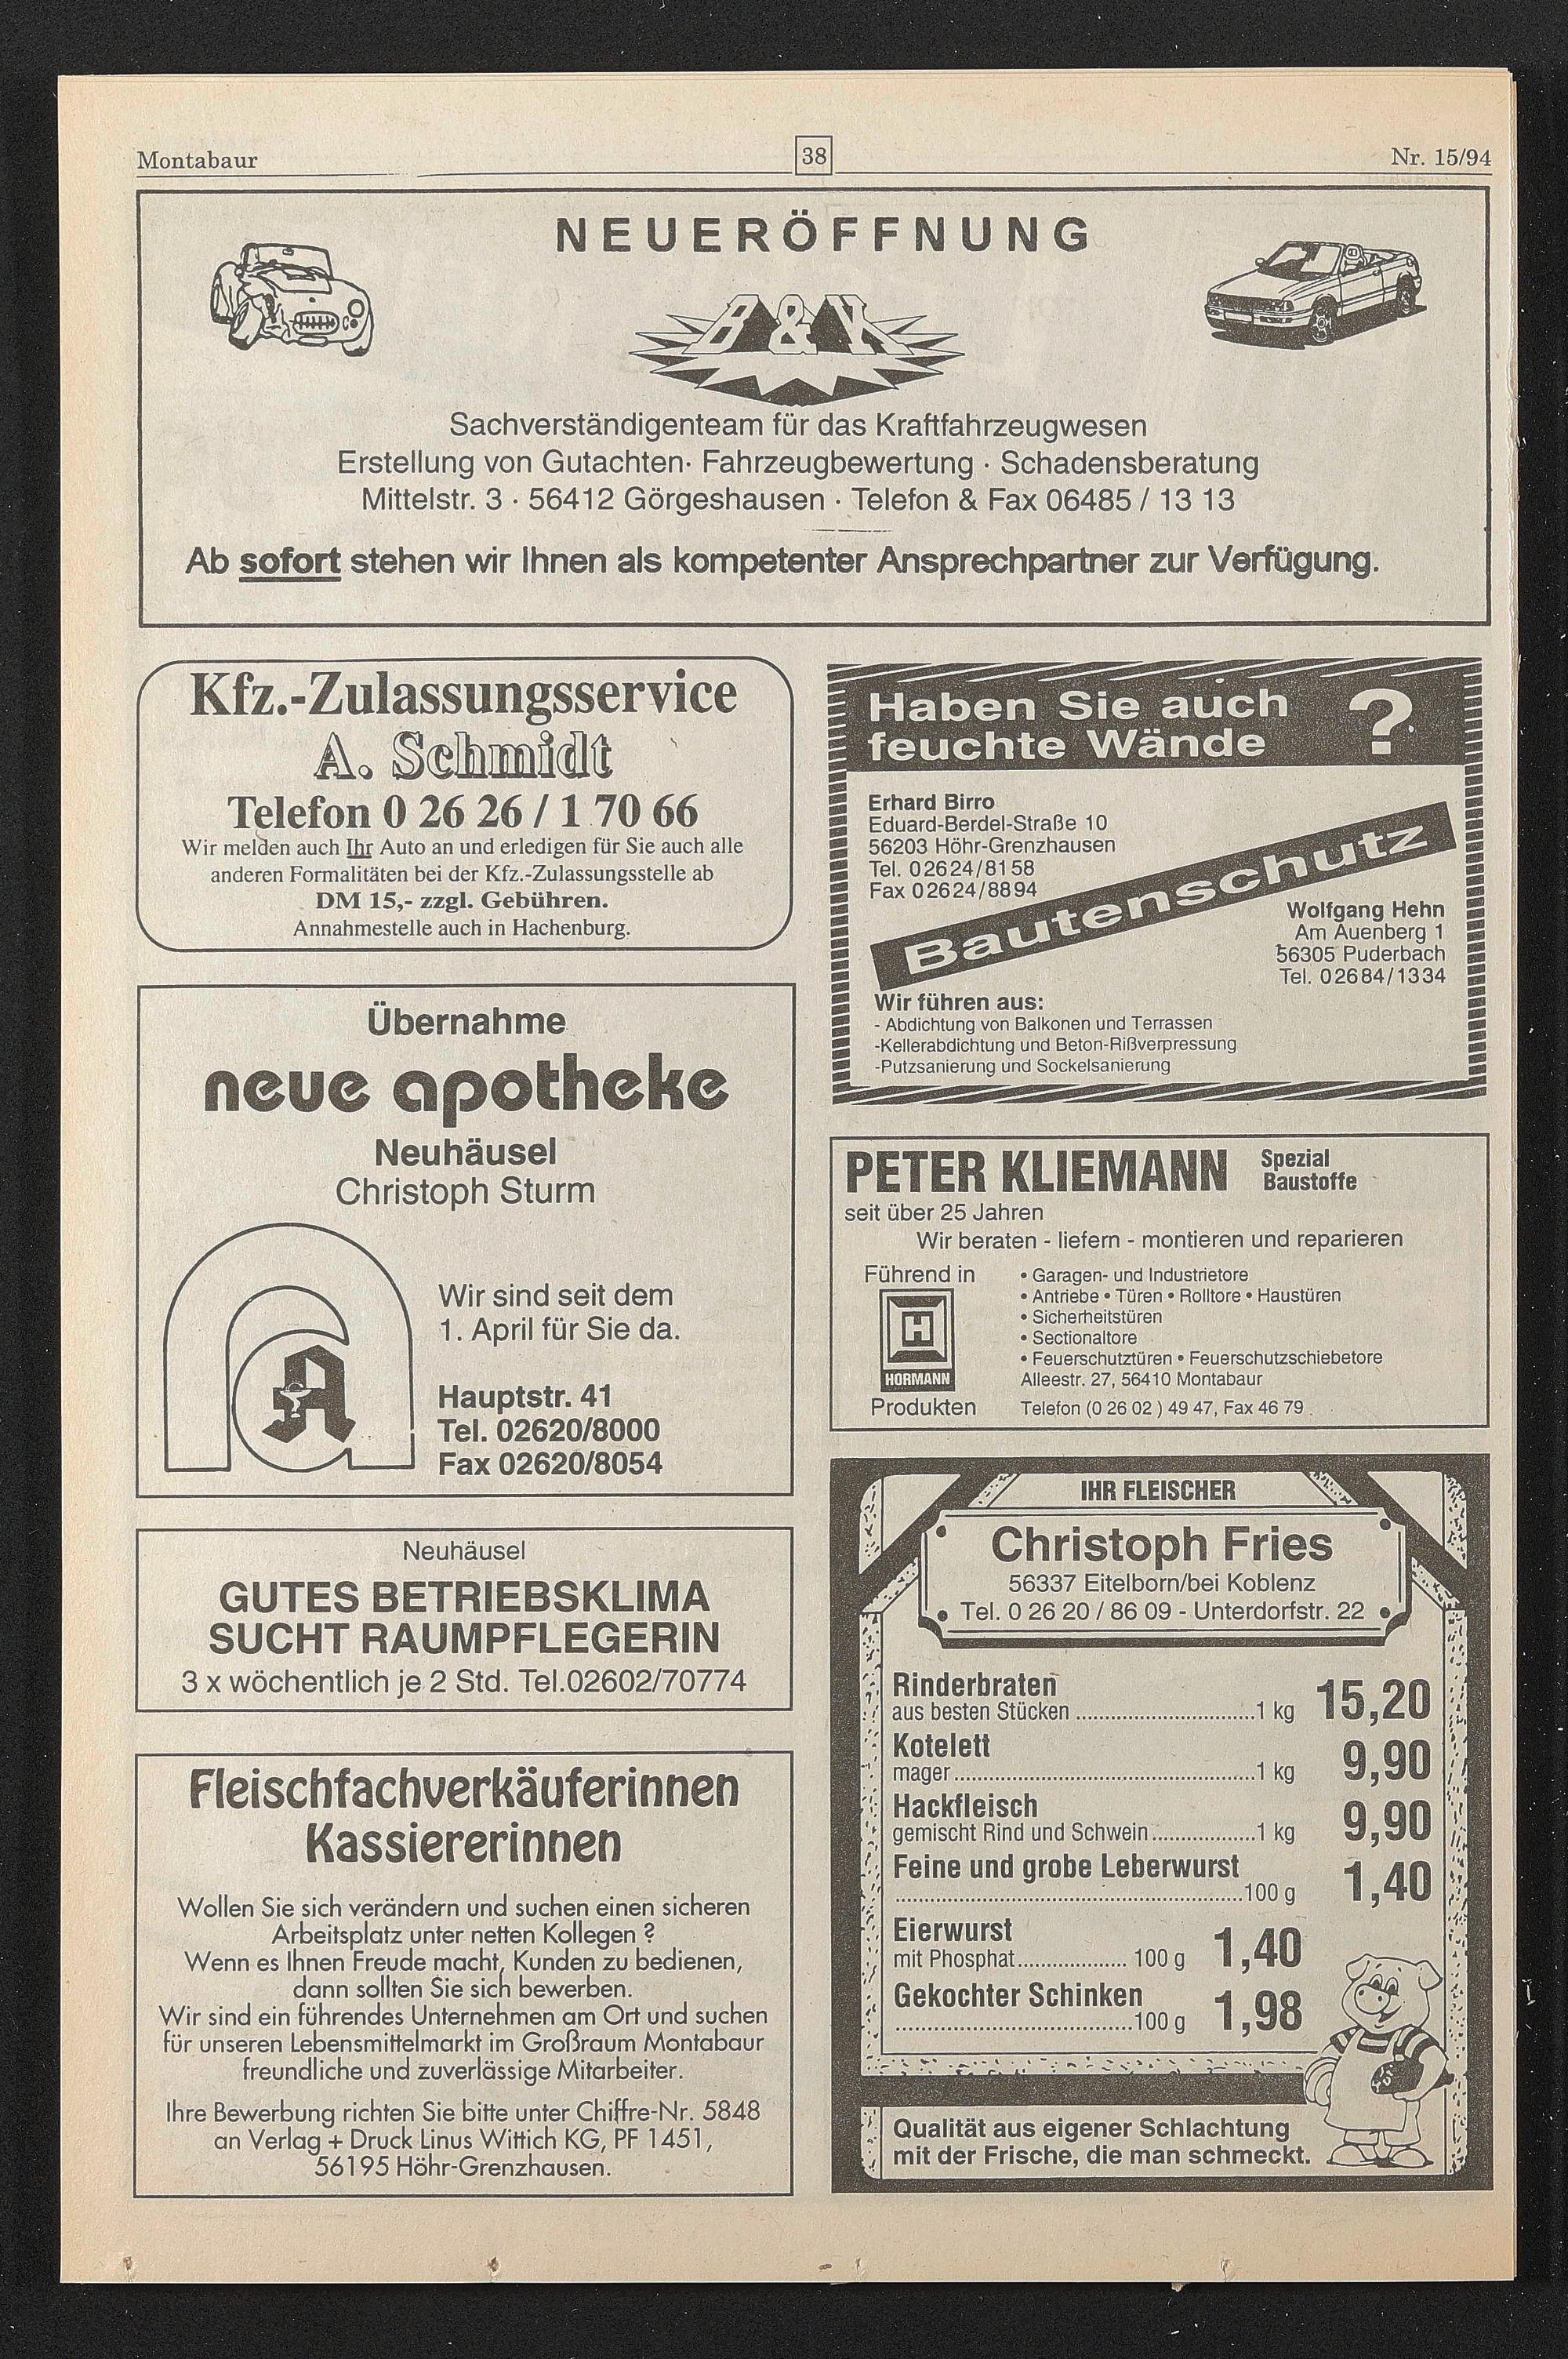 Montabaur
38
Nr. 15/94
NEUERÖFFNUNG
B & K
Sachverständigenteam für das Kraftfahrzeugwesen
Erstellung von Gutachten· Fahrzeugbewertung · Schadensberatung
Mittelstr. 3 · 56412 Görgeshausen · Telefon & Fax 06485 / 13 13
Ab sofort stehen wir Ihnen als kompetenter Ansprechpartner zur Verfügung.
Kfz.-Zulassungsservice
A. Schmidt
Telefon 0 26 26 / 1 70 66
Wir melden auch Ihr Auto an und erledigen für Sie auch alle
anderen Formalitäten bei der Kfz.-Zulassungsstelle ab
DM 15,- zzgl. Gebühren.
Annahmestelle auch in Hachenburg.
Übernahme
neue apotheke
Neuhäusel
Christoph Sturm
A
Wir sind seit dem
1. April für Sie da.
Hauptstr. 41
Tel. 02620/8000
Fax 02620/8054
Neuhäusel
GUTES BETRIEBSKLIMA
SUCHT RAUMPFLEGERIN
3 x wöchentlich je 2 Std. Tel.02602/70774
Fleischfachverkäuferinnen
Kassiererinnen
Wollen Sie sich verändern und suchen einen sicheren
Arbeitsplatz unter netten Kollegen ?
Wenn es Ihnen Freude macht, Kunden zu bedienen,
dann sollten Sie sich bewerben.
Wir sind ein führendes Unternehmen am Ort und suchen
für unseren Lebensmittelmarkt im Großraum Montabaur
freundliche und zuverlässige Mitarbeiter.
Ihre Bewerbung richten Sie bitte unter Chiffre-Nr. 5848
an Verlag + Druck Linus Wittich KG, PF 1451,
56195 Höhr-Grenzhausen.
Haben Sie auch
feuchte Wände ?
Erhard Birro
Eduard-Berdel-Straße 10
56203 Höhr-Grenzhausen
Tel. 02624/8158
Fax 02624/8894
Bautenschutz
Wolfgang Hehn
Am Auenberg 1
56305 Puderbach
Tel. 02684/1334
Wir führen aus:
- Abdichtung von Balkonen und Terrassen
-Kellerabdichtung und Beton-Rißverpressung
-Putzsanierung und Sockelsanierung
PETER KLIEMANN
Spezial
Baustoffe
seit über 25 Jahren
Wir beraten - liefern - montieren und reparieren
Führend in
H
HÖRMANN
Produkten
• Garagen- und Industrietore
• Antriebe • Türen • Rolltore • Haustüren
• Sicherheitstüren
• Sectionaltore
• Feuerschutztüren • Feuerschutzschiebetore
Alleestr. 27, 56410 Montabaur
Telefon (0 26 02 ) 49 47, Fax 46 79
IHR FLEISCHER
Christoph Fries
56337 Eitelborn/bei Koblenz
Tel. 0 26 20 / 86 09 - Unterdorfstr. 22
Rinderbraten
aus besten Stücken ..............................1 kg 15,20
Kotelett
mager...................................................1 kg 9,90
Hackfleisch
gemischt Rind und Schwein..................1 kg 9,90
Feine und grobe Leberwurst
...........................................................100 g 1,40
Eierwurst
mit Phosphat................... 100 g 1,40
Gekochter Schinken
........................................100 g 1,98
Qualität aus eigener Schlachtung
mit der Frische, die man schmeckt.